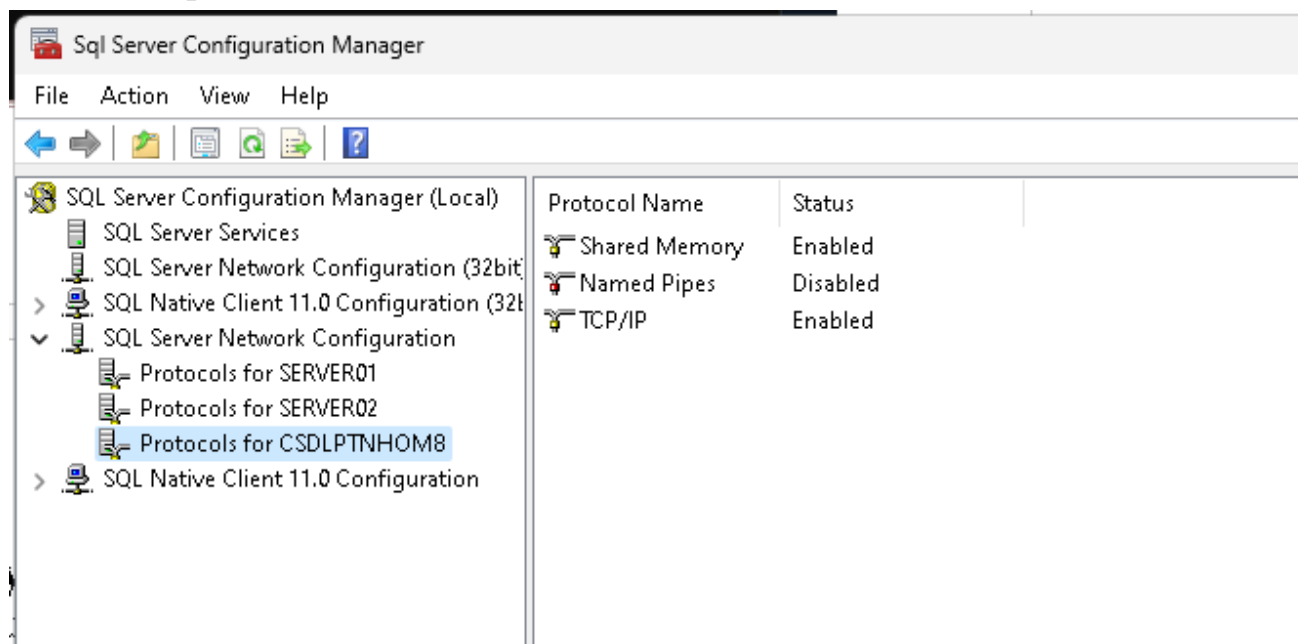 Sql Server Configuration Manager
File Action View Help
SQL Server Configuration Manager (Local)
SQL Server Services
SQL Server Network Configuration (32bit
SQL Native Client 11.0 Configuration (32b
SQL Server Network Configuration
Protocols for SERVER01
Protocols for SERVER02
Protocols for CSDLPTNHOM8
SQL Native Client 11.0 Configuration
Protocol Name Status
Shared Memory Enabled
Named Pipes Disabled
TCP/IP Enabled